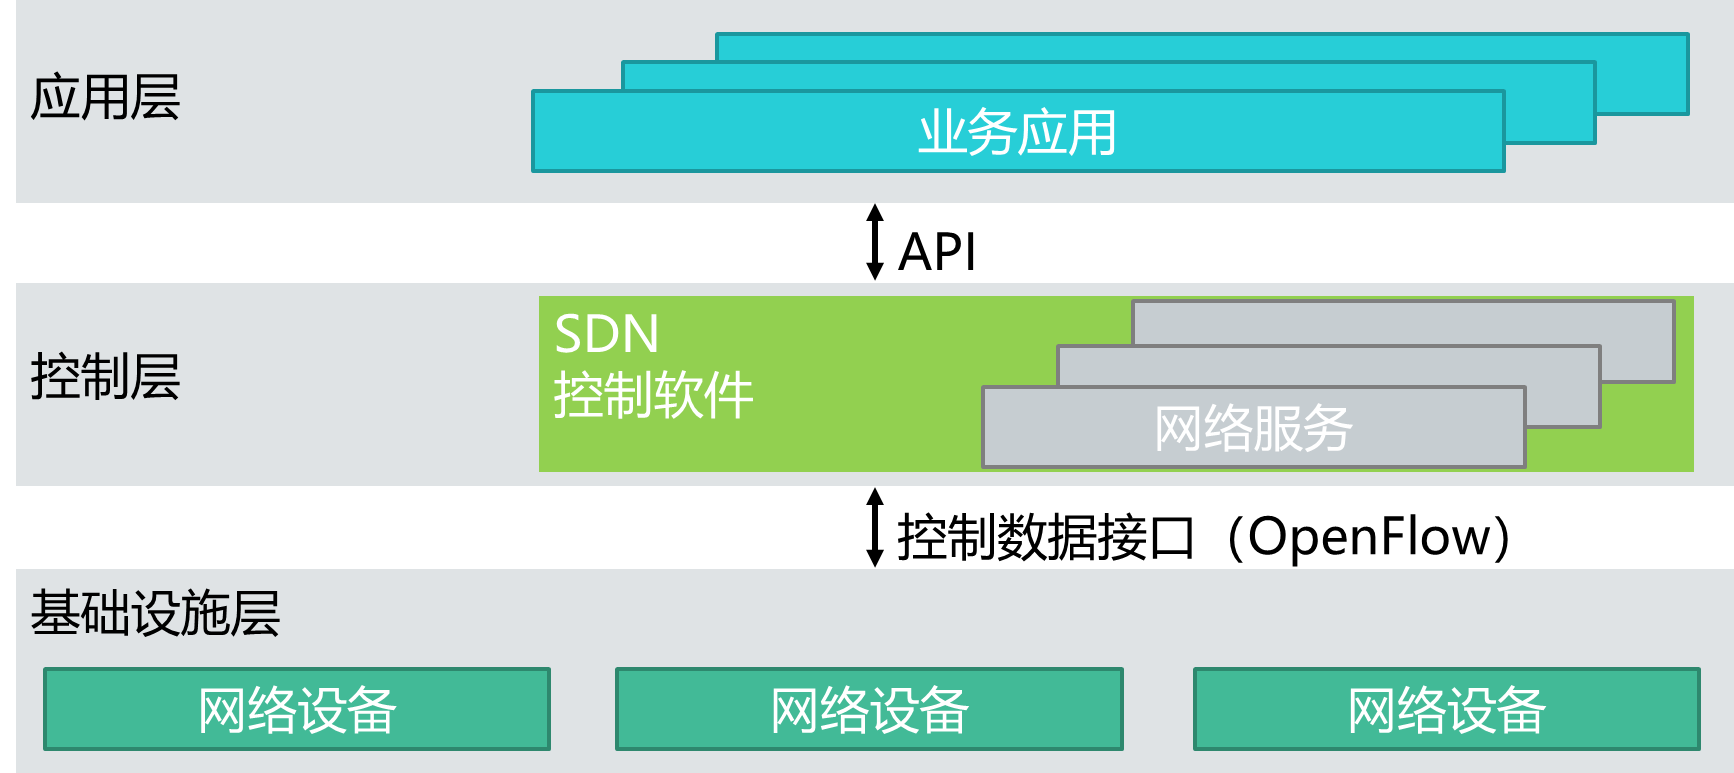 应用层
业务应用
API
控制层
SDN
控制软件
网络服务
控制数据接口（OpenFlow）
基础设施层
网络设备
网络设备
网络设备